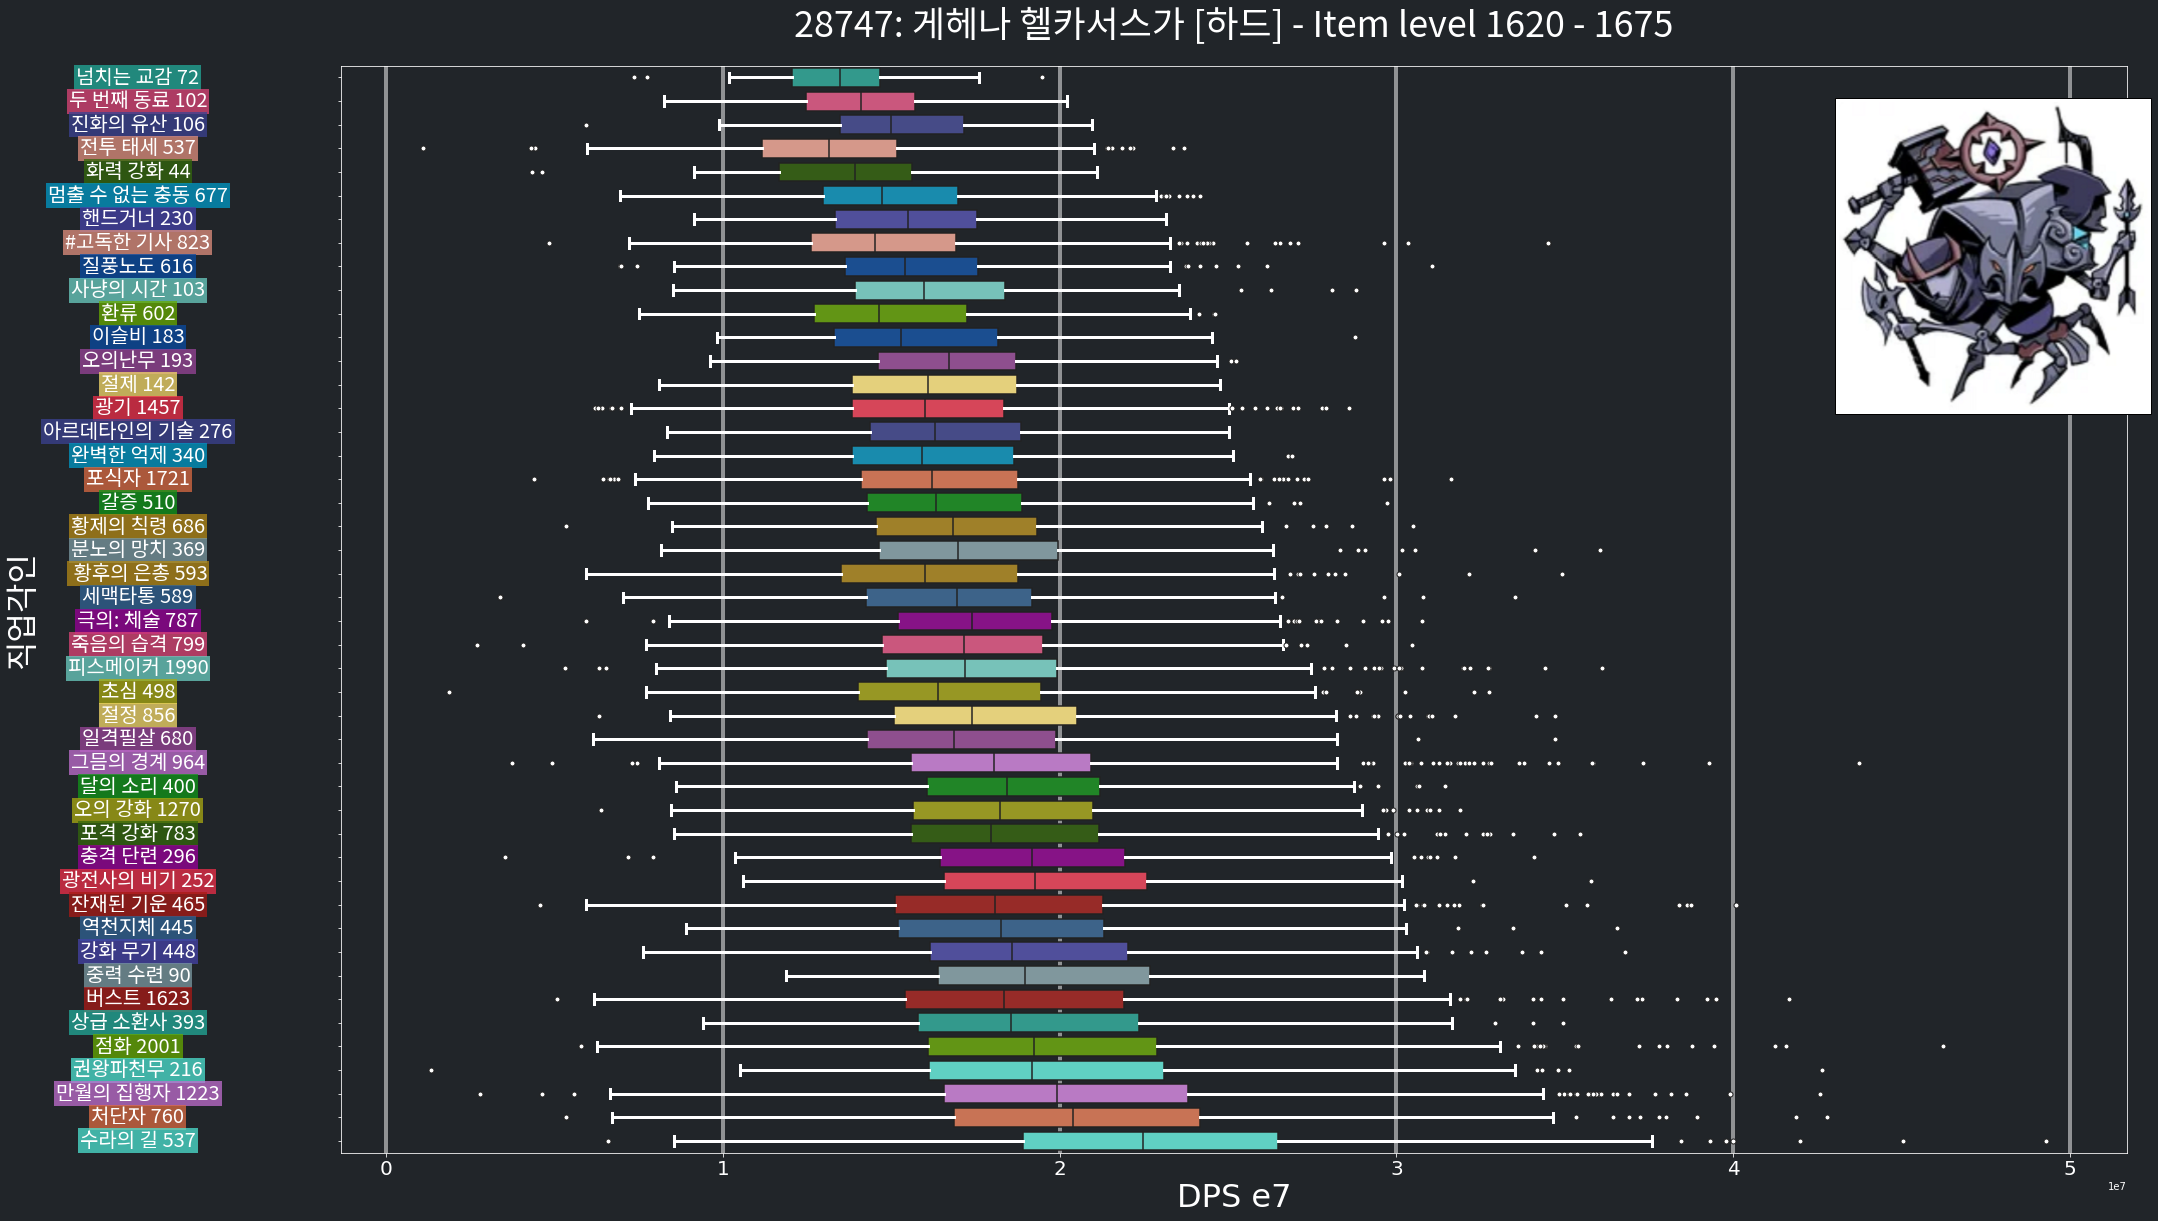 28747: 게헤나 헬카서스가 [하드] - Item level 1620 - 1675
직업각인
넘치는 교감 72
두 번째 동료 102
진화의 유산 106
전투 태세 537
화력 강화 44
멈출 수 없는 충동 677
핸드거너 230
#고독한 기사 823
질풍노도 616
사냥의 시간 103
환류 602
이슬비 183
오의난무 193
절제 142
광기 1457
아르데타인의 기술 276
완벽한 억제 340
포식자 1721
갈증 510
황제의 칙령 686
분노의 망치 369
황후의 은총 593
세맥타통 589
극의: 체술 787
죽음의 습격 799
피스메이커 1990
초심 498
절정 856
일격필살 680
그믐의 경계 964
달의 소리 400
오의 강화 1270
포격 강화 783
충격 단련 296
광전사의 비기 252
잔재된 기운 465
역천지체 445
강화 무기 448
중력 수련 90
버스트 1623
상급 소환사 393
점화 2001
권왕파천무 216
만월의 집행자 1223
처단자 760
수라의 길 537
0 1 2 3 4 5
1e7
DPS e7